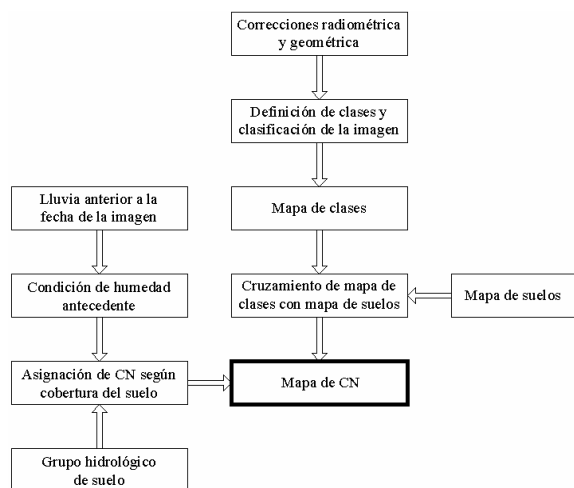 Correcciones radiométrica
y geométrica
Definición de clases y
clasificación de la imagen
Lluvia anterior a la
fecha de la imagen
Mapa de clases
Condición de humedad
antecedente
Cruzamiento de mapa de
clases con mapa de suelos
Mapa de suelos
Asignación de CN según
cobertura del suelo
Mapa de CN
Grupo hidrológico
de suelo